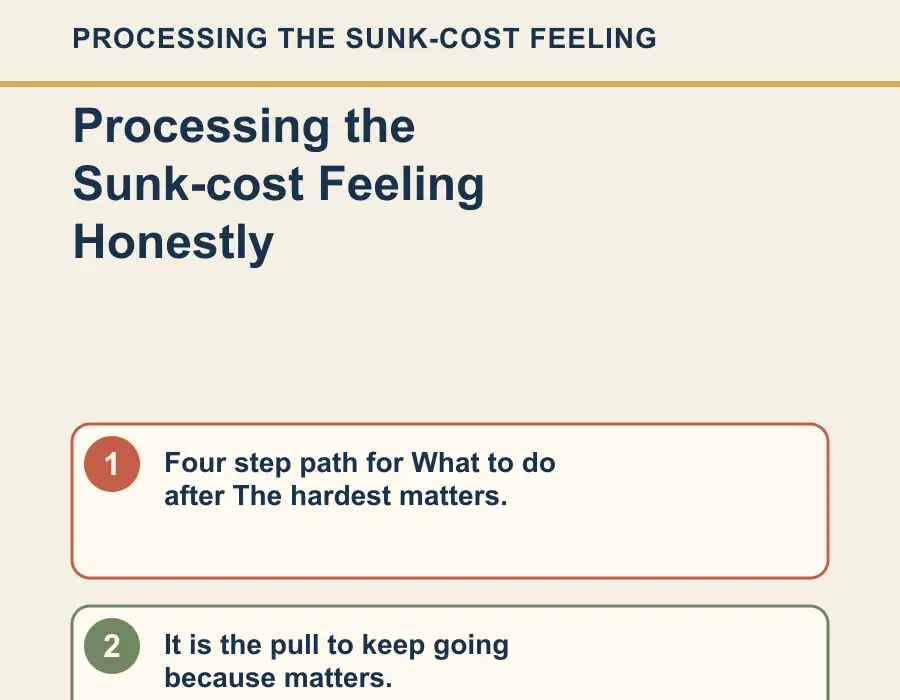 PROCESSING THE SUNK-COST FEELING
Processing the
Sunk-cost Feeling
Honestly
1
Four step path for What to do
after The hardest matters.
2
It is the pull to keep going
because matters.